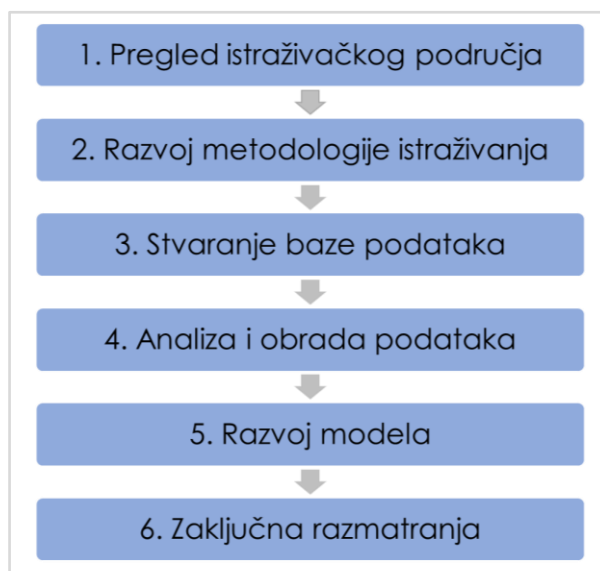 1. Pregled istraživačkog područja
2. Razvoj metodologije istraživanja
3. Stvaranje baze podataka
4. Analiza i obrada podataka
5. Razvoj modela
6. Zaključna razmatranja